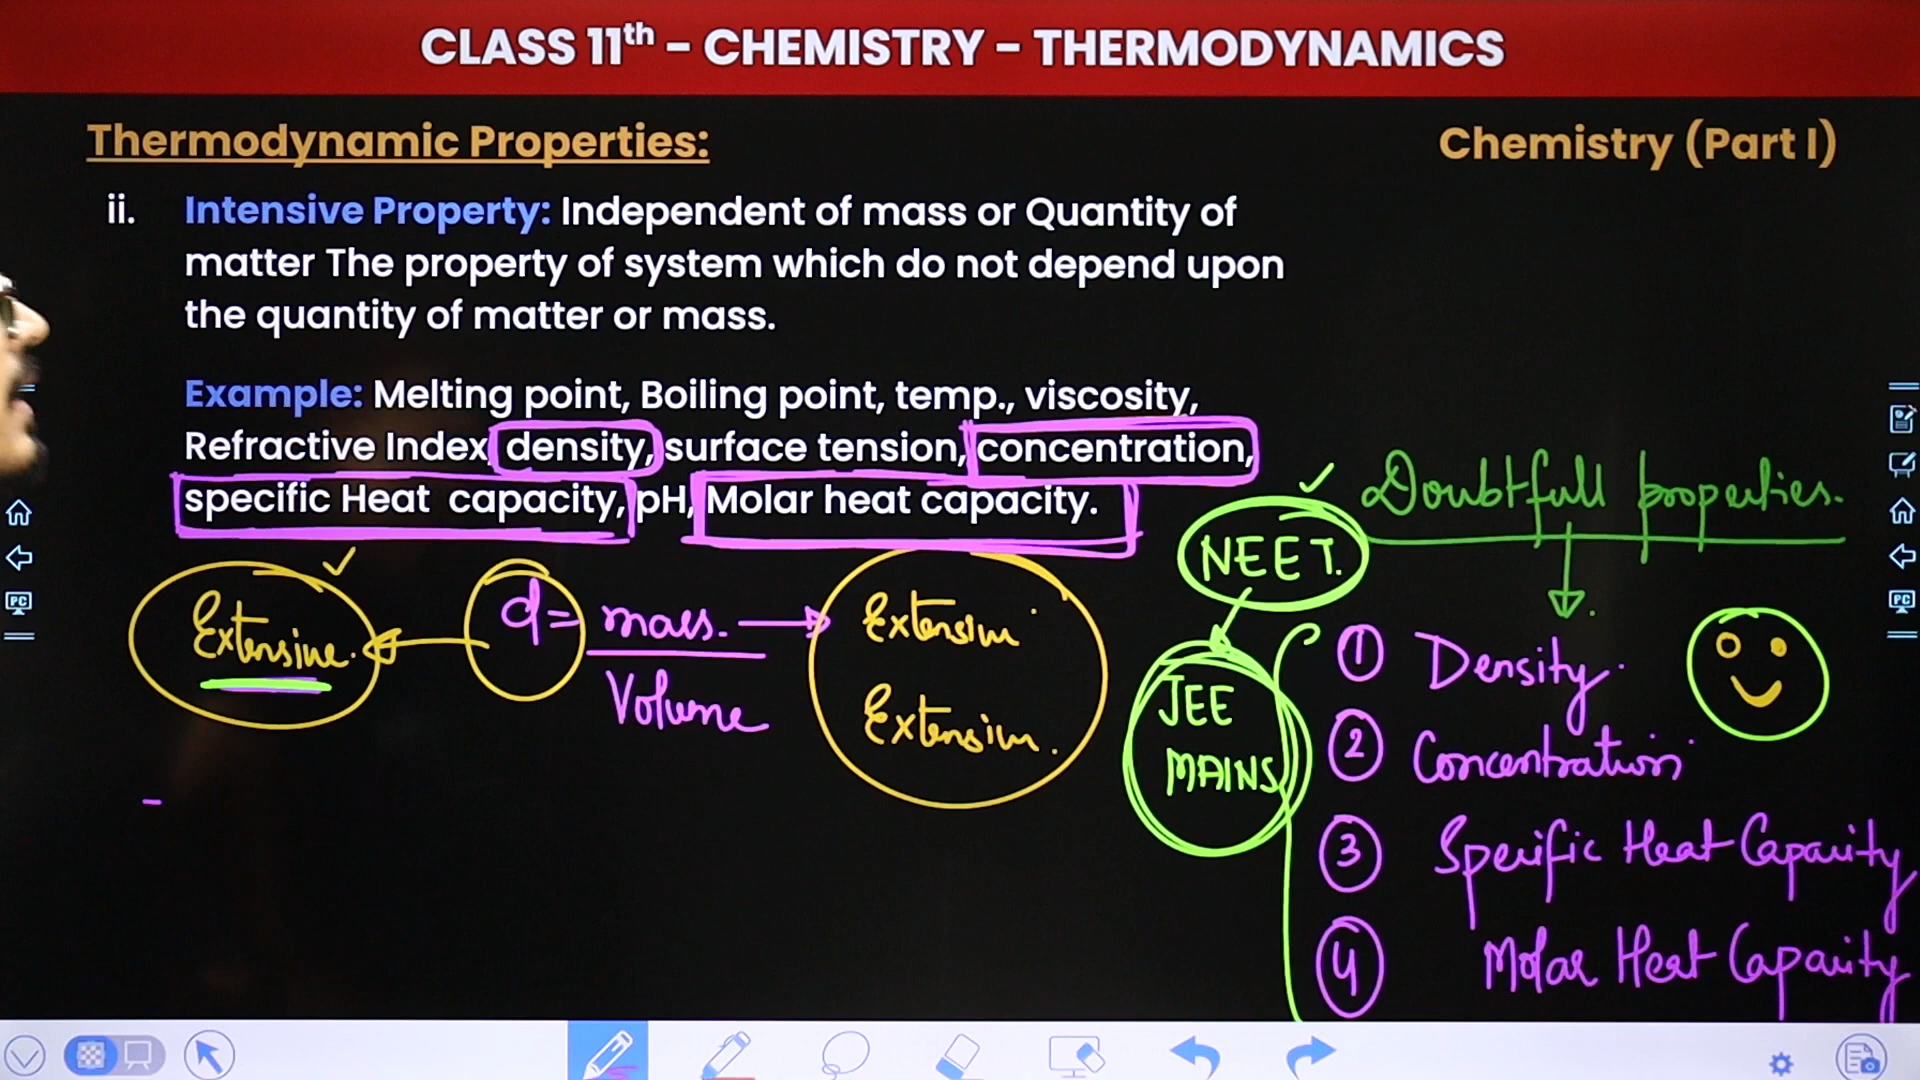 CLASS 11th - CHEMISTRY - THERMODYNAMICS
Thermodynamic Properties:
Chemistry (Part I)
ii. Intensive Property: Independent of mass or Quantity of
matter The property of system which do not depend upon
the quantity of matter or mass.
Example: Melting point, Boiling point, temp., viscosity,
Refractive Index, density, surface tension, concentration,
specific Heat capacity, pH, Molar heat capacity.
Doubtfull properties.
NEET.
Extensive.
d = mass.
Volume
Extensive
Extensive.
JEE
MAINS
1 Density.
2 Concentration
3 Specific Heat Capacity
4 Molar Heat Capacity
PC
PC